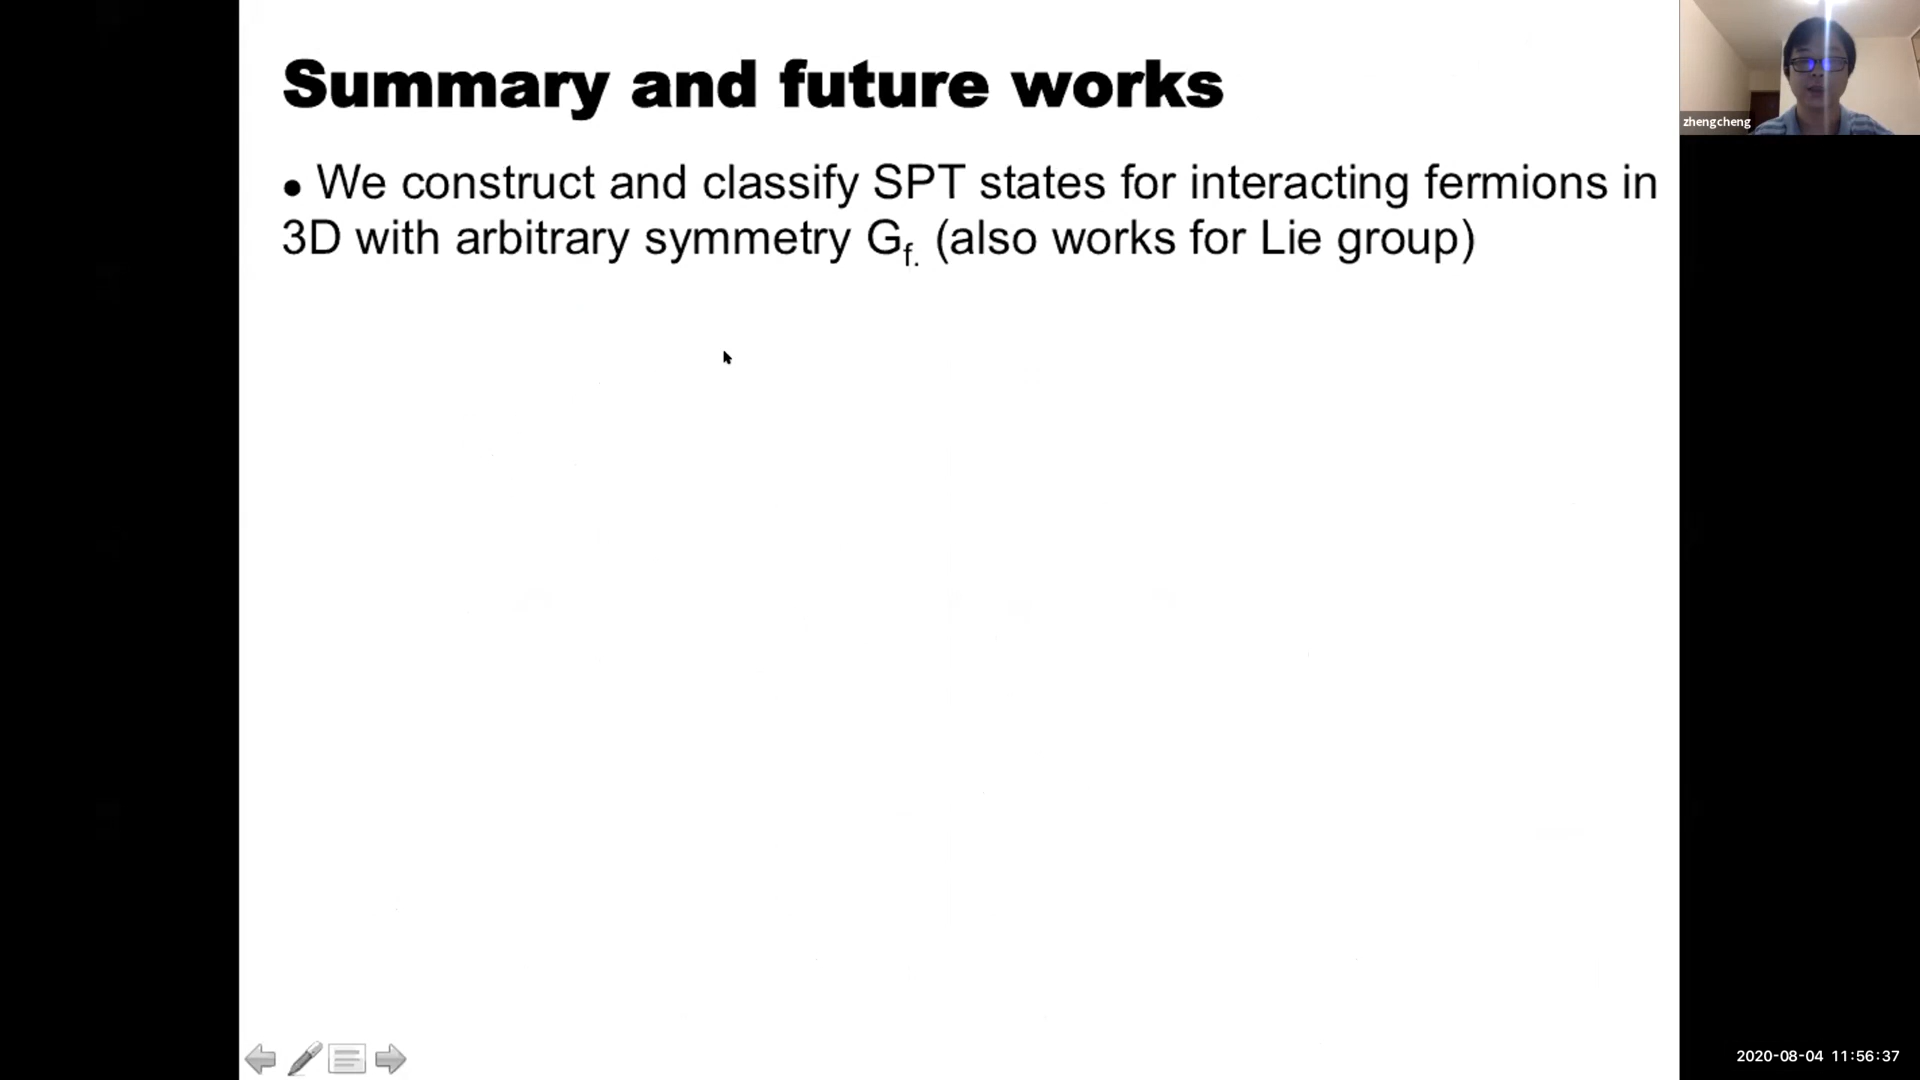 Summary and future works
zhengcheng
• We construct and classify SPT states for interacting fermions in
3D with arbitrary symmetry Gf. (also works for Lie group)
2020-08-04 11:56:37